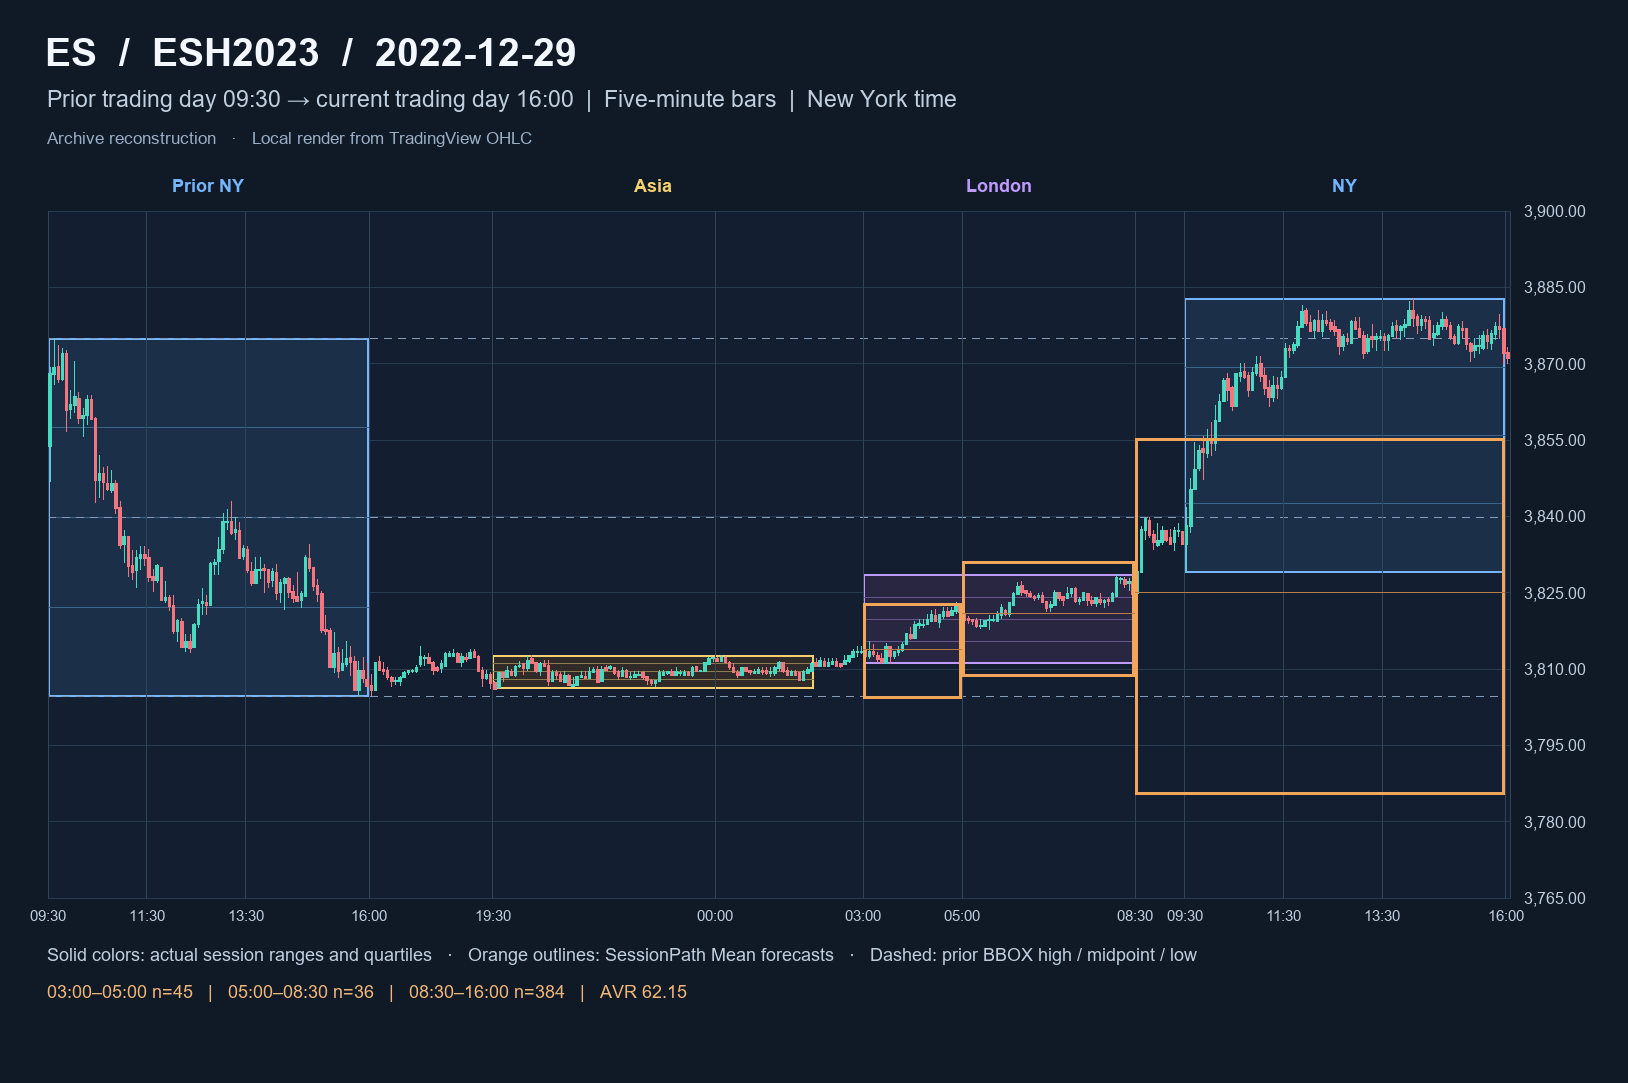 ES / ESH2023 / 2022-12-29
Prior trading day 09:30 → current trading day 16:00 | Five-minute bars | New York time
Archive reconstruction · Local render from TradingView OHLC
Prior NY Asia London NY
3,900.00
3,885.00
3,870.00
3,855.00
3,840.00
3,825.00
3,810.00
3,795.00
3,780.00
3,765.00
09:30 11:30 13:30 16:00 19:30 00:00 03:00 05:00 08:30 09:30 11:30 13:30 16:00
Solid colors: actual session ranges and quartiles · Orange outlines: SessionPath Mean forecasts · Dashed: prior BBOX high / midpoint / low
03:00–05:00 n=45 | 05:00–08:30 n=36 | 08:30–16:00 n=384 | AVR 62.15